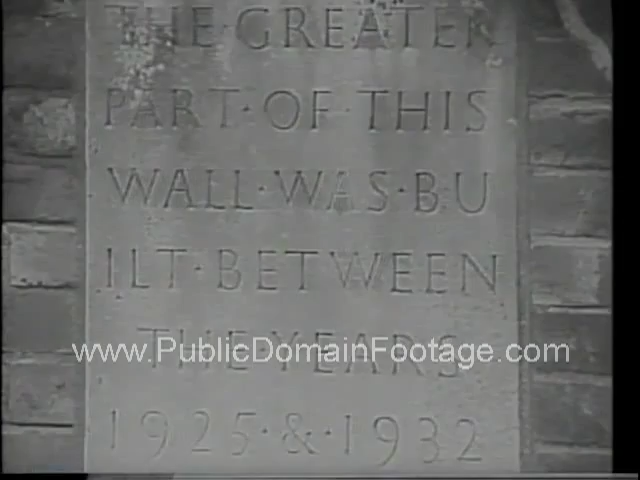 THE·GREATER
PART·OF·THIS
WALL·WAS·BU
ILT·BETWEEN
THE·YEARS
www.PublicDomainFootage.com
1925·&·1932